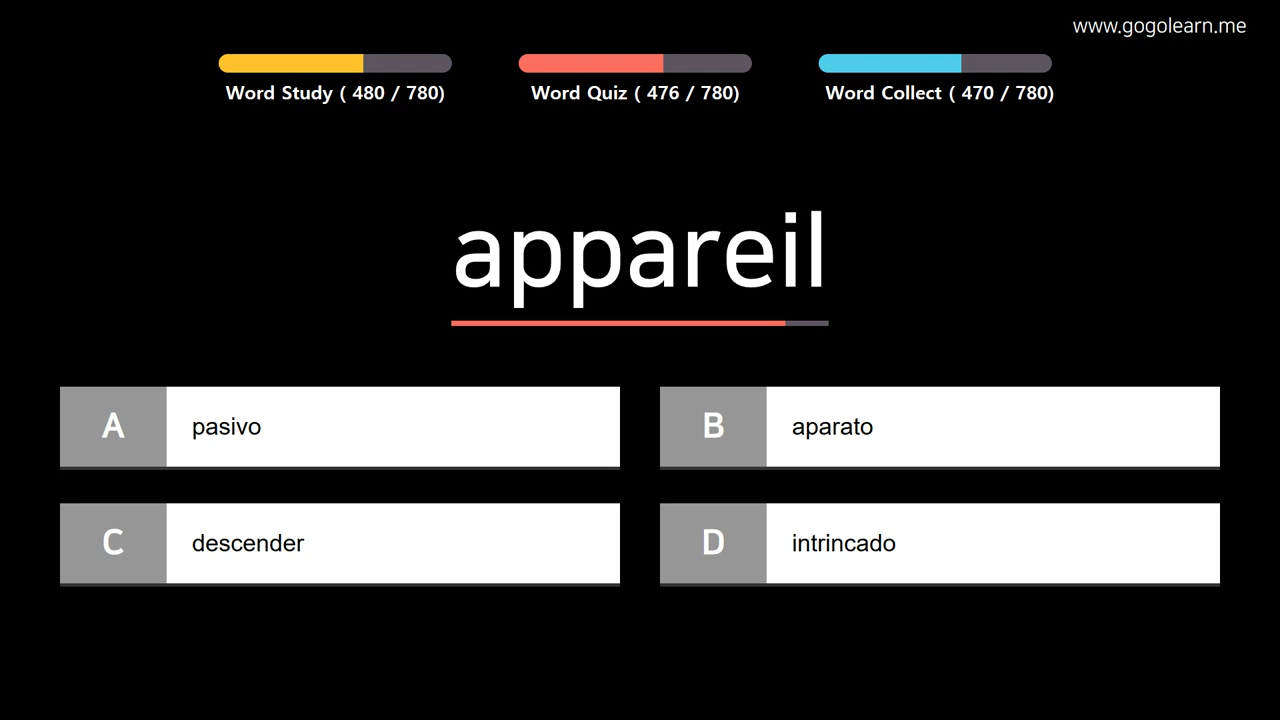 www.gogolearn.me
Word Study ( 480 / 780)
Word Quiz ( 476 / 780)
Word Collect ( 470 / 780)
appareil
A
pasivo
B
aparato
C
descender
D
intrincado